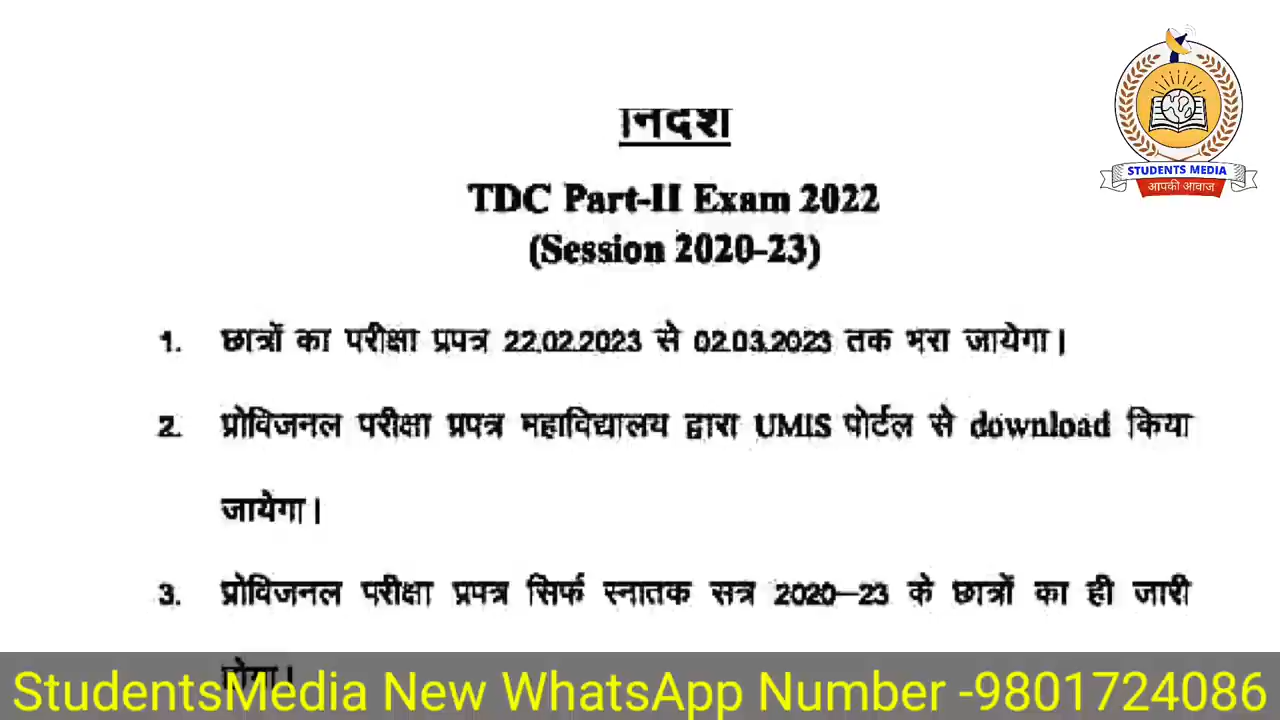 निर्देश
TDC Part-II Exam 2022
(Session 2020-23)
1. छात्रों का परीक्षा प्रपत्र 22.02.2023 से 02.03.2023 तक भरा जायेगा।
2. प्रोविजनल परीक्षा प्रपत्र महाविद्यालय द्वारा UMIS पोर्टल से download किया
जायेगा।
3. प्रोविजनल परीक्षा प्रपत्र सिर्फ स्नातक सत्र 2020–23 के छात्रों का ही जारी
STUDENTS MEDIA
आपकी आवाज
StudentsMedia New WhatsApp Number -9801724086